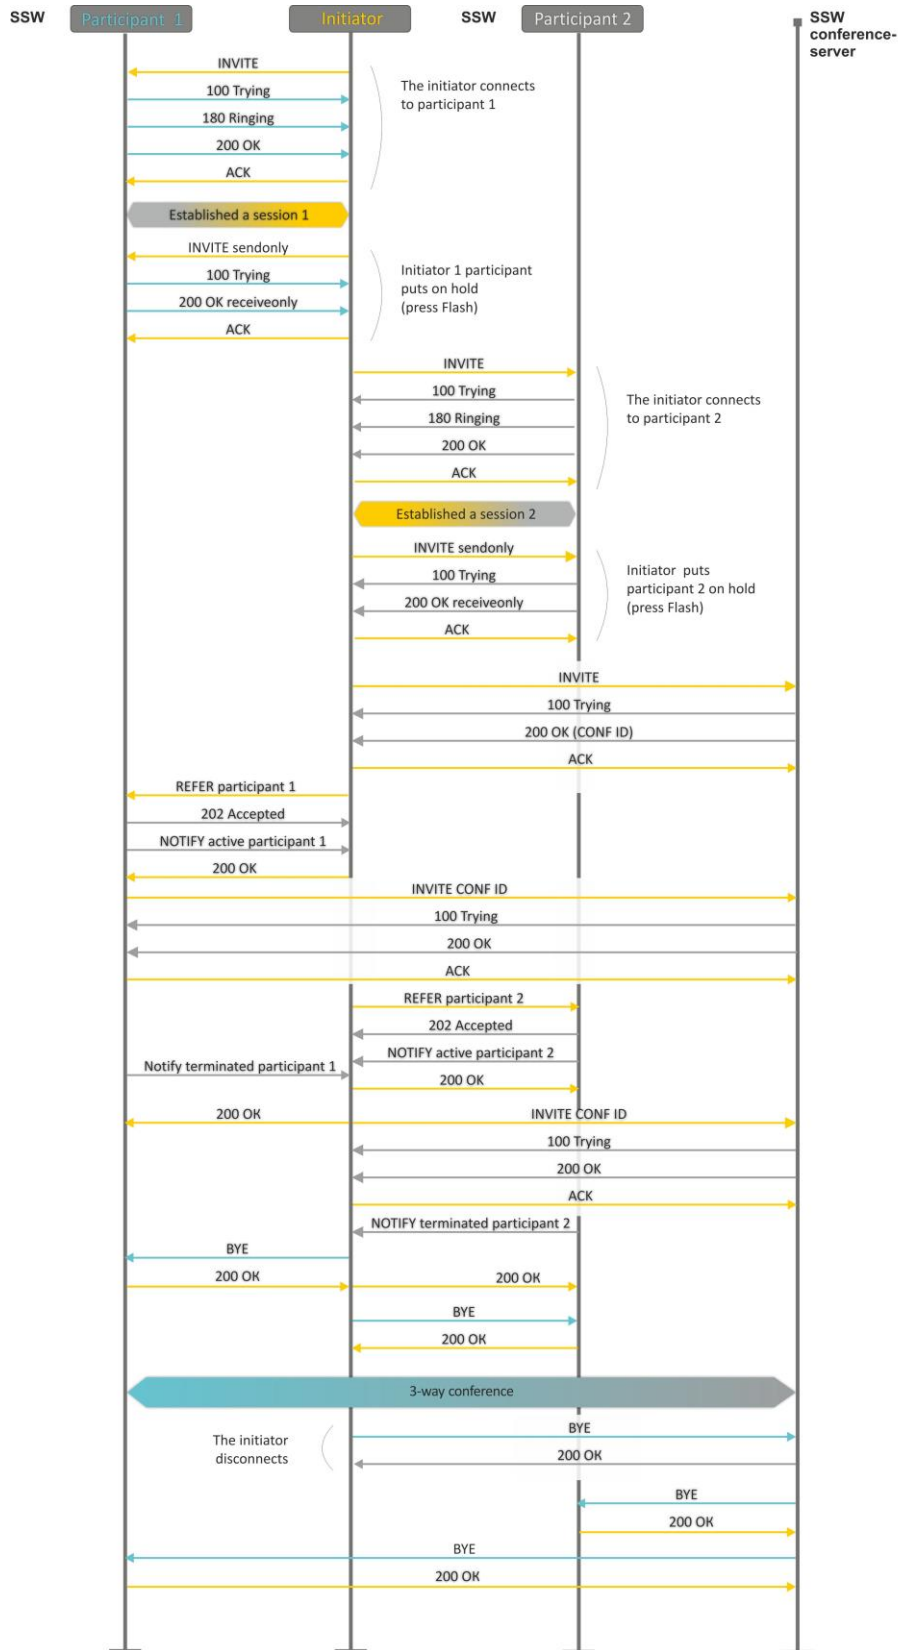 SSW
Participant 1
Initiator
SSW
Participant 2
SSW
conference-
server
INVITE
100 Trying
180 Ringing
200 OK
ACK
The initiator connects
to participant 1
Established a session 1
INVITE sendonly
100 Trying
200 OK receiveonly
ACK
Initiator 1 participant
puts on hold
(press Flash)
INVITE
100 Trying
180 Ringing
200 OK
ACK
The initiator connects
to participant 2
Established a session 2
INVITE sendonly
100 Trying
200 OK receiveonly
ACK
Initiator puts
participant 2 on hold
(press Flash)
INVITE
100 Trying
200 OK (CONF ID)
ACK
REFER participant 1
202 Accepted
NOTIFY active participant 1
200 OK
INVITE CONF ID
100 Trying
200 OK
ACK
REFER participant 2
202 Accepted
NOTIFY active participant 2
Notify terminated participant 1
200 OK
200 OK
INVITE CONF ID
100 Trying
200 OK
ACK
NOTIFY terminated participant 2
BYE
200 OK
200 OK
BYE
200 OK
3-way conference
The initiator
disconnects
BYE
200 OK
BYE
200 OK
BYE
200 OK